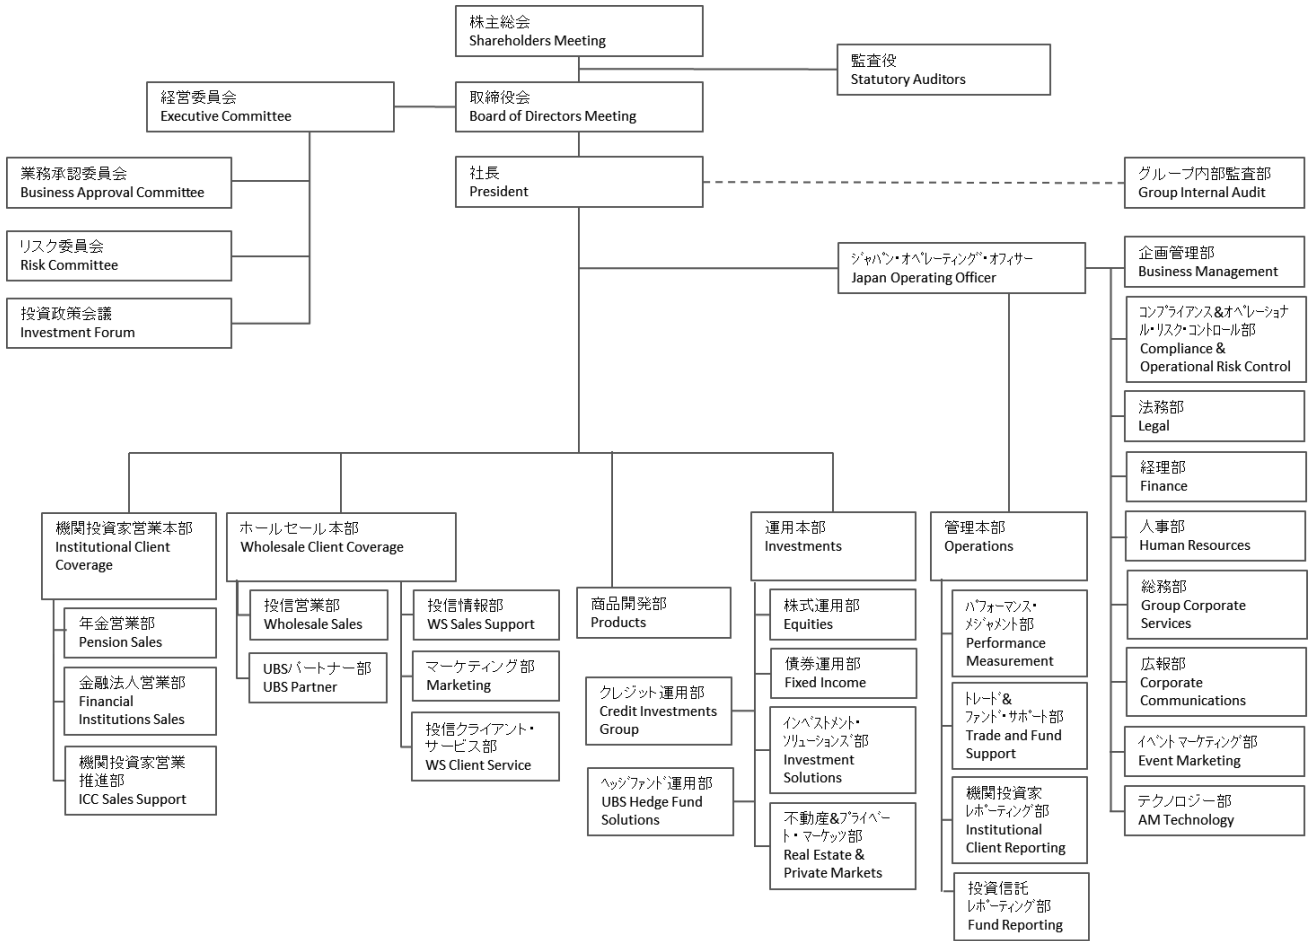 株主総会
Shareholders Meeting
監査役
Statutory Auditors
経営委員会
Executive Committee
取締役会
Board of Directors Meeting
業務承認委員会
Business Approval Committee
社長
President
グループ内部監査部
Group Internal Audit
リスク委員会
Risk Committee
ｼﾞｬﾊﾟﾝ・ｵﾍﾟﾚｰﾃｨﾝｸﾞ・ｵﾌｨｻｰ
Japan Operating Officer
企画管理部
Business Management
投資政策会議
Investment Forum
ｺﾝﾌﾟﾗｲｱﾝｽ&ｵﾍﾟﾚｰｼｮﾅ
ﾙ・ﾘｽｸ・ｺﾝﾄﾛｰﾙ部
Compliance &
Operational Risk Control
法務部
Legal
経理部
Finance
人事部
Human Resources
総務部
Group Corporate
Services
広報部
Corporate
Communications
ｲﾍﾞﾝﾄ ﾏｰｹﾃｨﾝｸﾞ部
Event Marketing
テクノロジー部
AM Technology
機関投資家営業本部
Institutional Client
Coverage
年金営業部
Pension Sales
金融法人営業部
Financial
Institutions Sales
機関投資家営業
推進部
ICC Sales Support
ホールセール本部
Wholesale Client Coverage
投信営業部
Wholesale Sales
UBSパートナー部
UBS Partner
投信情報部
WS Sales Support
マーケティング部
Marketing
投信クライアント・
サービス部
WS Client Service
商品開発部
Products
運用本部
Investments
株式運用部
Equities
債券運用部
Fixed Income
クレジット運用部
Credit Investments
Group
ｲﾝﾍﾞｽﾄﾒﾝﾄ・
ｿﾘｭｰｼｮﾝｽﾞ部
Investment
Solutions
ﾍｯｼﾞﾌｧﾝﾄﾞ運用部
UBS Hedge Fund
Solutions
不動産&ﾌﾟﾗｲﾍﾞｰ
ﾄ・ﾏｰｹｯﾂ部
Real Estate &
Private Markets
管理本部
Operations
ﾊﾟﾌｫｰﾏﾝｽ・
ﾒｼﾞｬﾒﾝﾄ部
Performance
Measurement
ﾄﾚｰﾄﾞ&
ﾌｧﾝﾄﾞ・ｻﾎﾟｰﾄ部
Trade and Fund
Support
機関投資家
ﾚﾎﾟｰﾃｨﾝｸﾞ部
Institutional
Client Reporting
投資信託
ﾚﾎﾟｰﾃｨﾝｸﾞ部
Fund Reporting